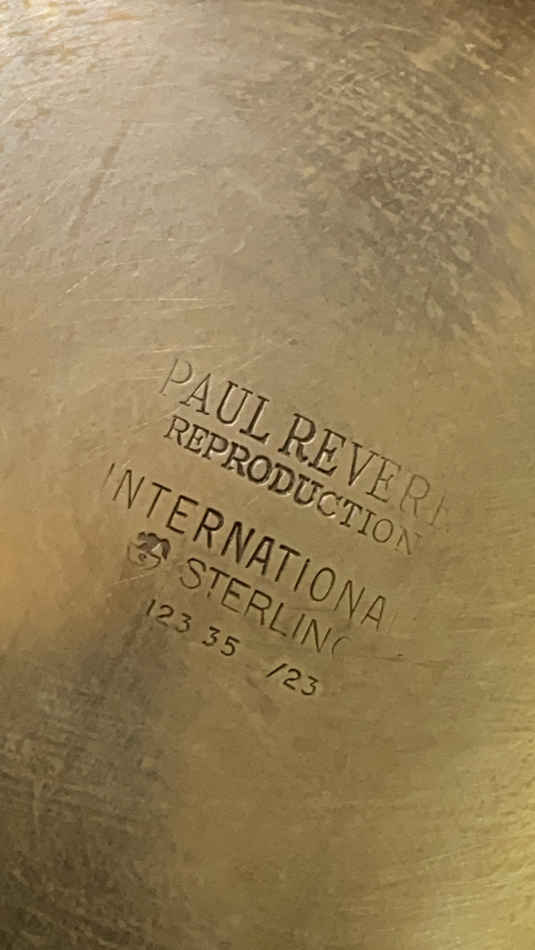 PAUL REVERE
REPRODUCTION
INTERNATIONAL
STERLING
123 35 /23